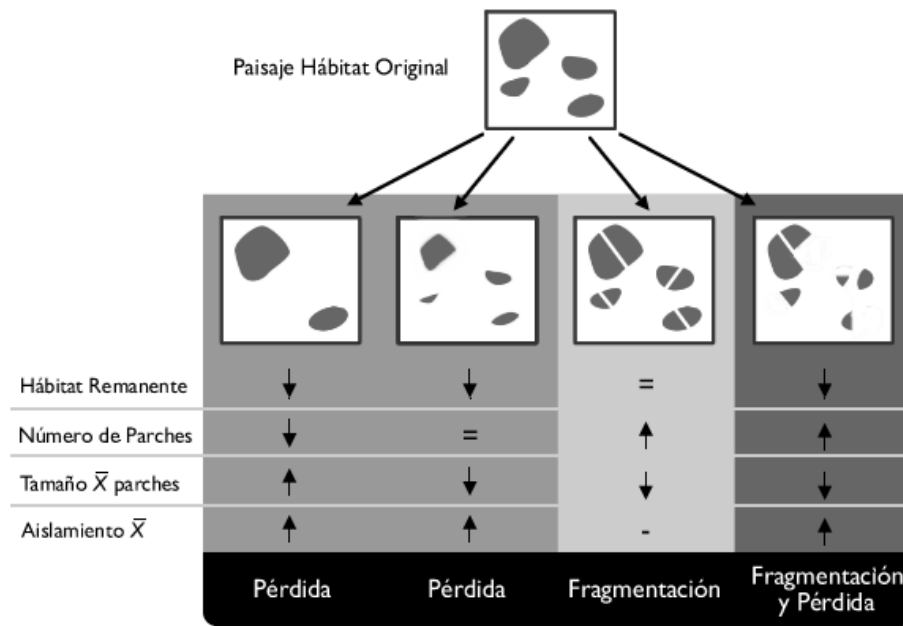 Paisaje Hábitat Original
Hábitat Remanente ↓ ↓ = ↓
Número de Parches ↓ = ↑ ↑
Tamaño X̅ parches ↑ ↓ ↓ ↓
Aislamiento X̅ ↑ ↑ - ↑
Pérdida Pérdida Fragmentación Fragmentación
y Pérdida